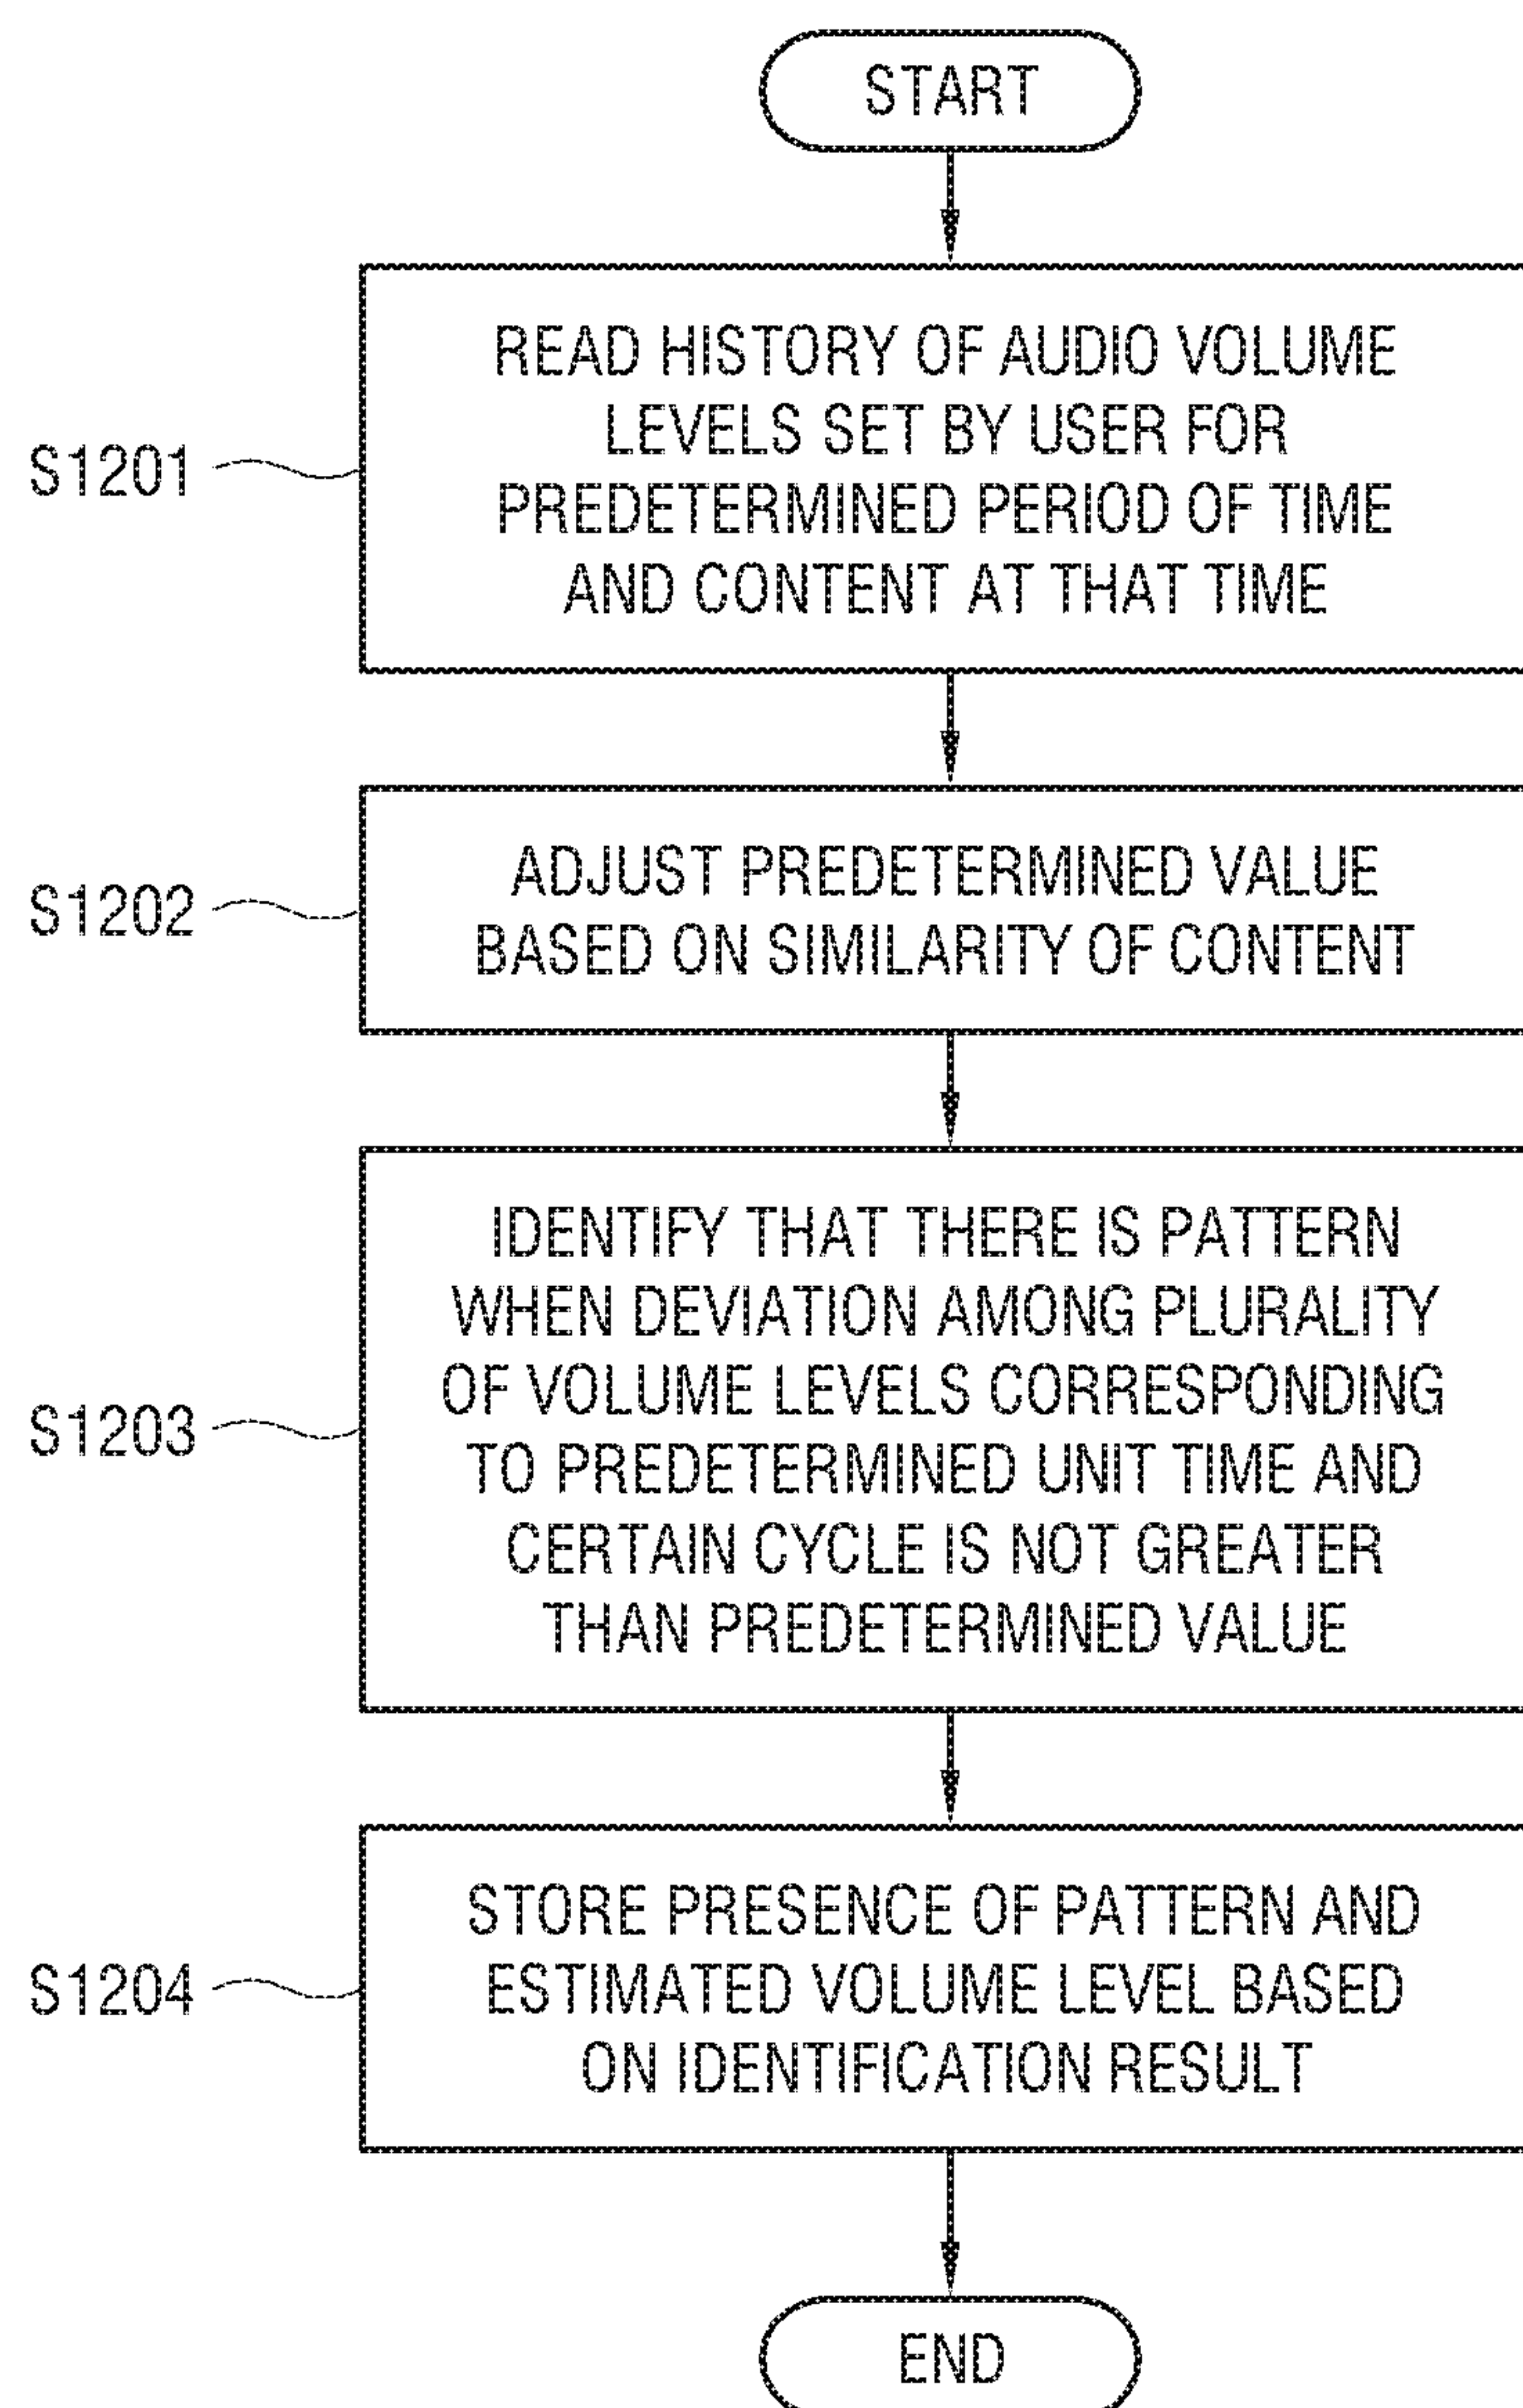 START
READ HISTORY OF AUDIO VOLUME
LEVELS SET BY USER FOR
PREDETERMINED PERIOD OF TIME
AND CONTENT AT THAT TIME
S1201
ADJUST PREDETERMINED VALUE
BASED ON SIMILARITY OF CONTENT
S1202
IDENTIFY THAT THERE IS PATTERN
WHEN DEVIATION AMONG PLURALITY
OF VOLUME LEVELS CORRESPONDING
TO PREDETERMINED UNIT TIME AND
CERTAIN CYCLE IS NOT GREATER
THAN PREDETERMINED VALUE
S1203
STORE PRESENCE OF PATTERN AND
ESTIMATED VOLUME LEVEL BASED
ON IDENTIFICATION RESULT
S1204
END